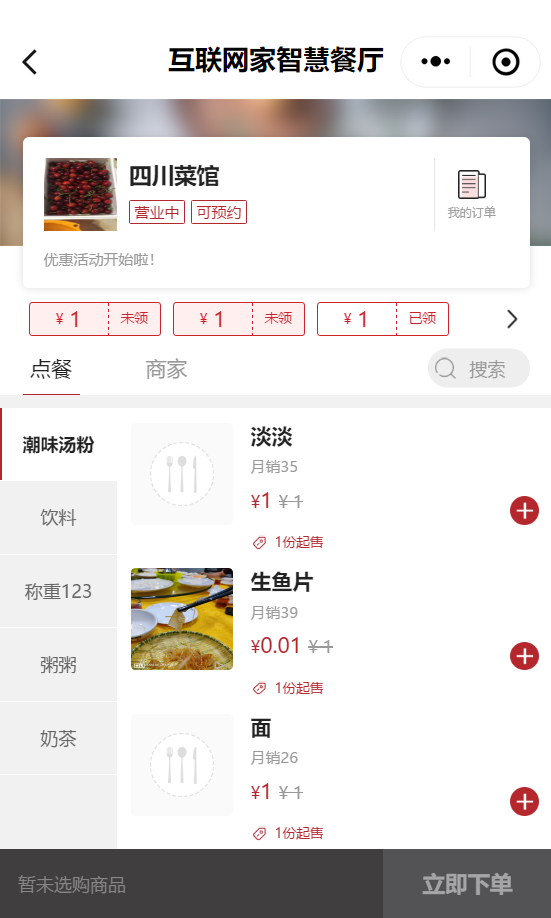 互联网家智慧餐厅
四川菜馆
营业中 可预约
我的订单
优惠活动开始啦!
¥ 1 未领 ¥ 1 未领 ¥ 1 已领
点餐 商家 搜索
潮味汤粉
饮料
称重123
粥粥
奶茶
淡淡
月销35
¥1 ¥1
1份起售
生鱼片
月销39
¥0.01 ¥1
1份起售
面
月销26
¥1 ¥1
1份起售
暂未选购商品
立即下单